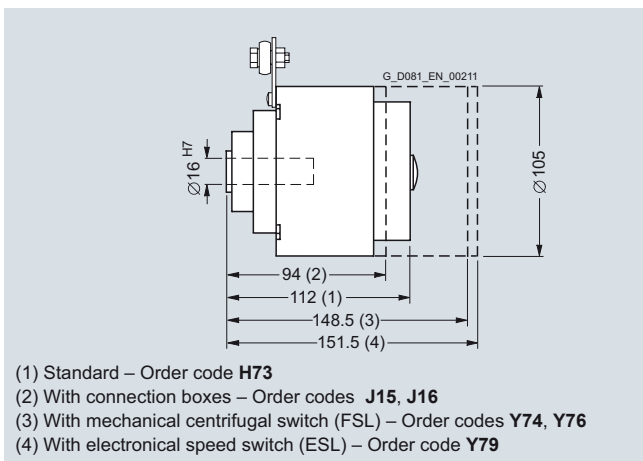 G_D081_EN_00211
∅16 H7
∅105
94 (2)
112 (1)
148.5 (3)
151.5 (4)
(1) Standard – Order code H73
(2) With connection boxes – Order codes J15, J16
(3) With mechanical centrifugal switch (FSL) – Order codes Y74, Y76
(4) With electronical speed switch (ESL) – Order code Y79